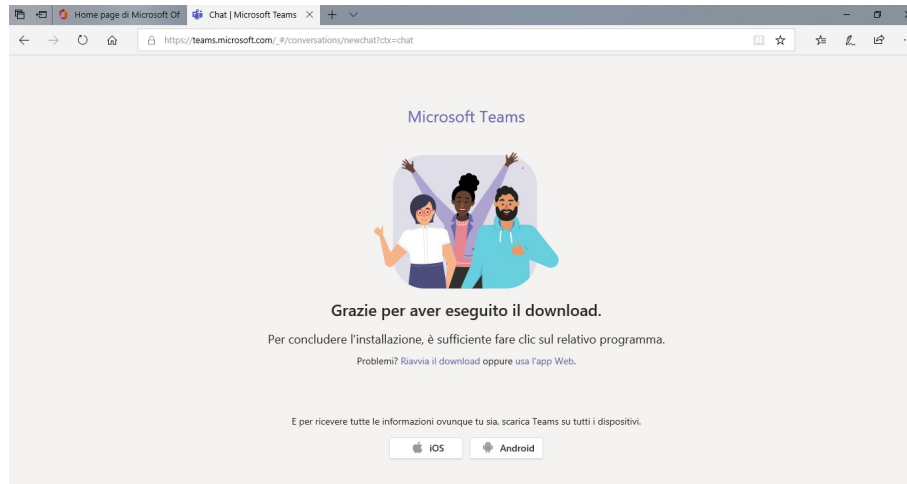 Home page di Microsoft Of
Chat | Microsoft Teams
https://teams.microsoft.com/_#/conversations/newchat?ctx=chat
Microsoft Teams
Grazie per aver eseguito il download.
Per concludere l'installazione, è sufficiente fare clic sul relativo programma.
Problemi? Riavvia il download oppure usa l'app Web.
E per ricevere tutte le informazioni ovunque tu sia, scarica Teams su tutti i dispositivi.
iOS
Android